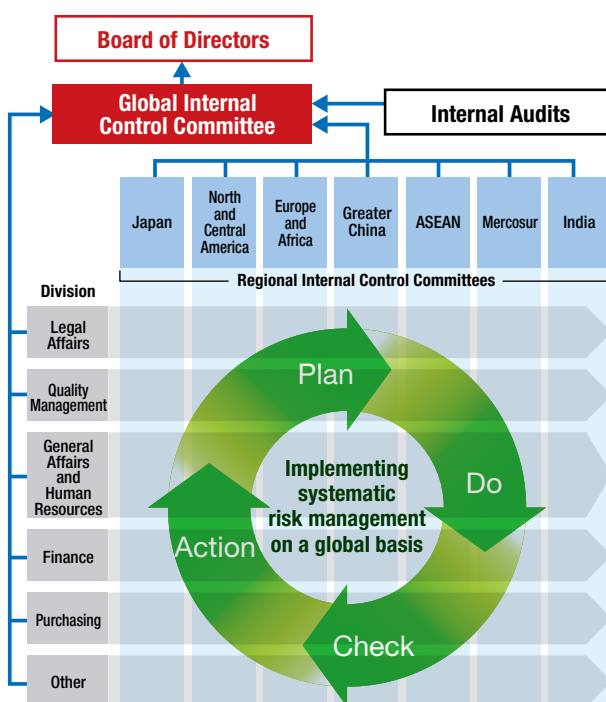 Board of Directors
Global Internal
Control Committee
Internal Audits
Japan
North
and
Central
America
Europe
and
Africa
Greater
China
ASEAN
Mercosur
India
Regional Internal Control Committees
Division
Legal
Affairs
Quality
Management
General
Affairs
and
Human
Resources
Finance
Purchasing
Other
Plan
Do
Check
Action
Implementing
systematic
risk management
on a global basis